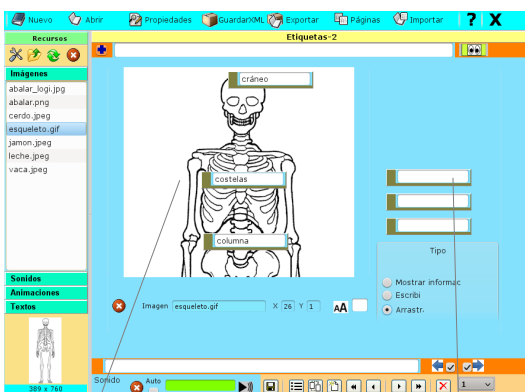 Nuevo Abrir Propiedades GuardarXML Exportar Páginas Importar ? X
Recursos
Etiquetas-2
Imágenes
abalar_logi.jpg
abalar.png
cerdo.jpeg
esqueleto.gif
jamon.jpeg
leche.jpeg
vaca.jpeg
cráneo
costelas
columna
Tipo
Mostrar informac
Escribi
Arrastr.
Sonidos
Animaciones
Textos
Imagen esqueleto.gif X 26 Y 1 AA
389 x 760
Sonido Auto 1